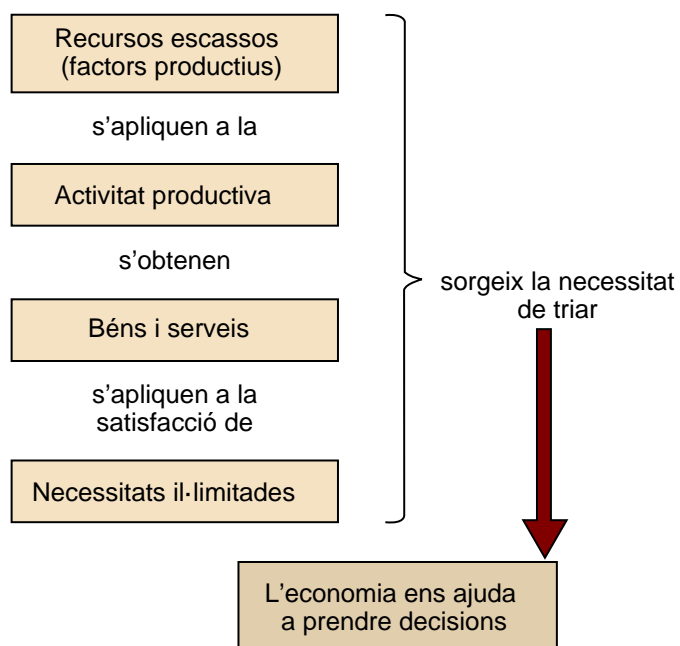 Recursos escassos
(factors productius)
s’apliquen a la
Activitat productiva
s’obtenen
Béns i serveis
s’apliquen a la
satisfacció de
Necessitats il·limitades
sorgeix la necessitat
de triar
L’economia ens ajuda
a prendre decisions